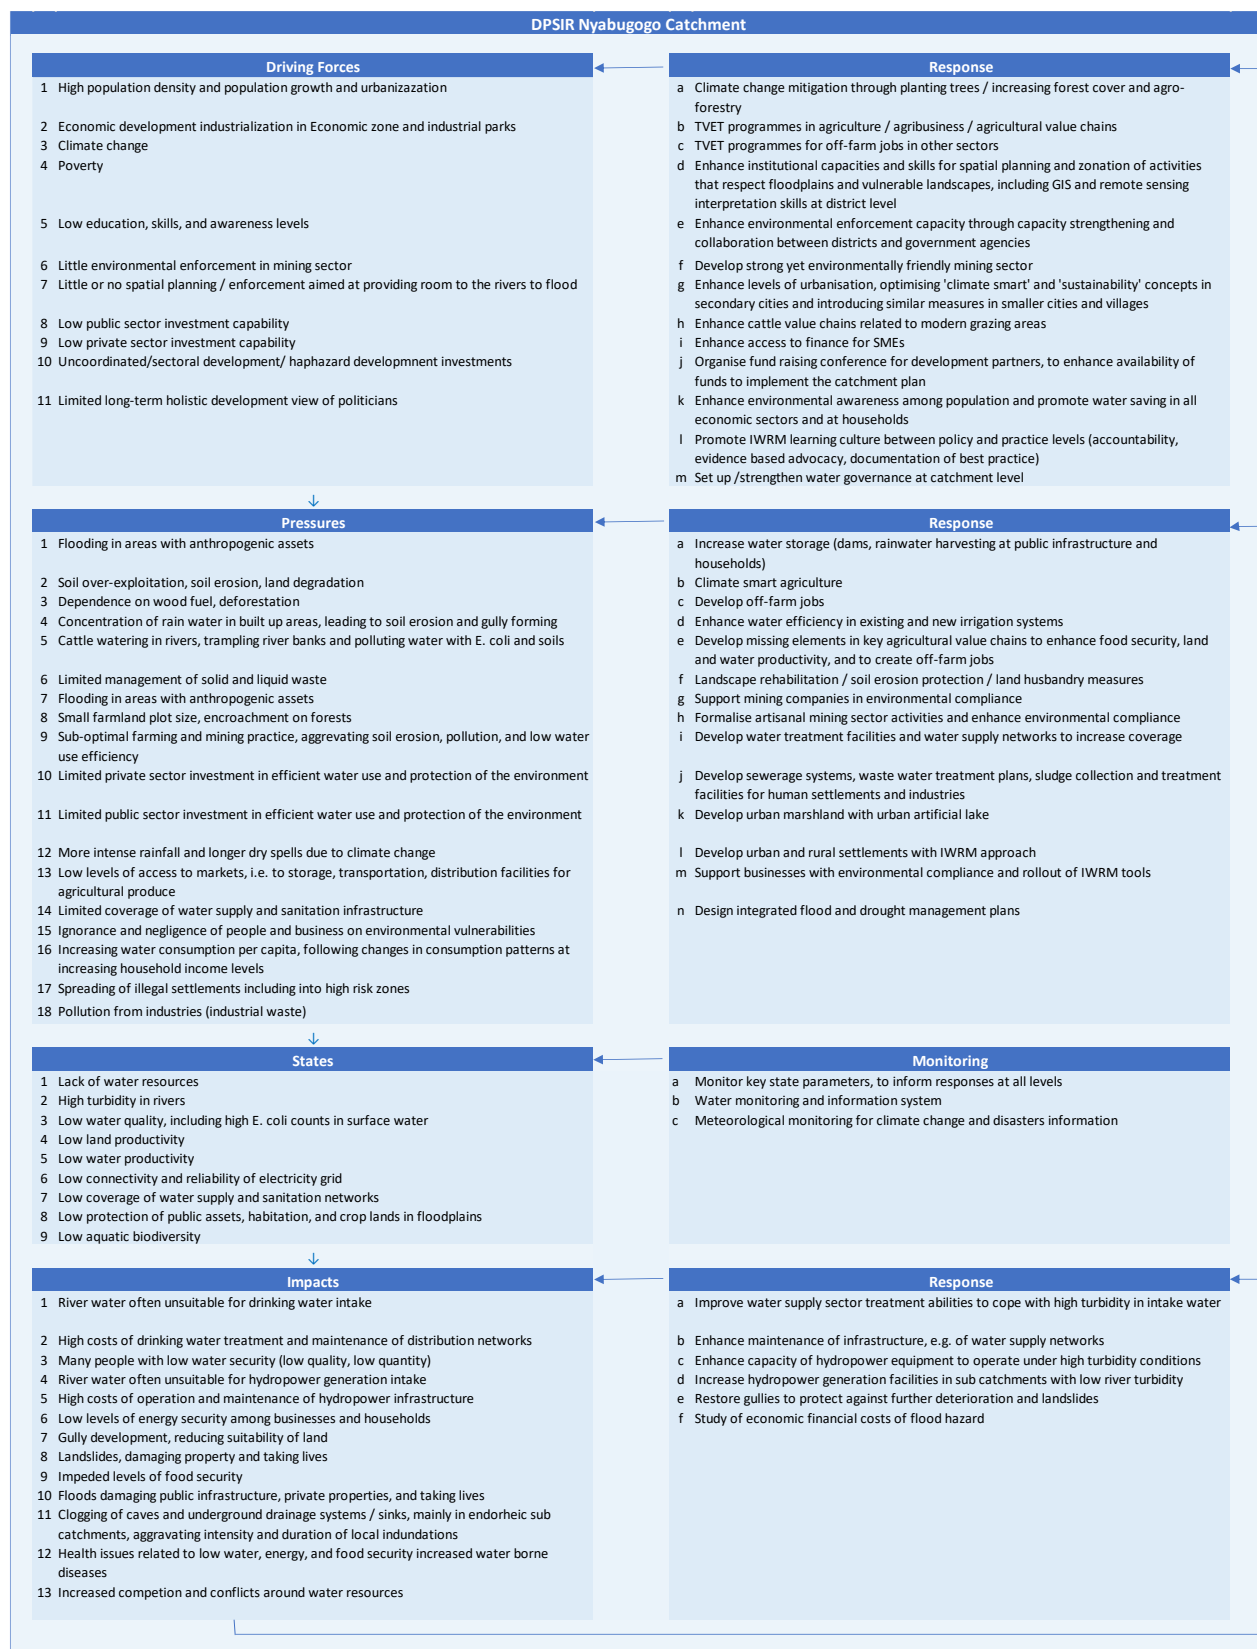 DPSIR Nyabugogo Catchment
Driving Forces
1 High population density and population growth and urbanizazation
2 Economic development industrialization in Economic zone and industrial parks
3 Climate change
4 Poverty
5 Low education, skills, and awareness levels
6 Little environmental enforcement in mining sector
7 Little or no spatial planning / enforcement aimed at providing room to the rivers to flood
8 Low public sector investment capability
9 Low private sector investment capability
10 Uncoordinated/sectoral development/ haphazard developmnent investments
11 Limited long-term holistic development view of politicians
Response
a Climate change mitigation through planting trees / increasing forest cover and agro-
forestry
b TVET programmes in agriculture / agribusiness / agricultural value chains
c TVET programmes for off-farm jobs in other sectors
d Enhance institutional capacities and skills for spatial planning and zonation of activities
that respect floodplains and vulnerable landscapes, including GIS and remote sensing
interpretation skills at district level
e Enhance environmental enforcement capacity through capacity strengthening and
collaboration between districts and government agencies
f Develop strong yet environmentally friendly mining sector
g Enhance levels of urbanisation, optimising 'climate smart' and 'sustainability' concepts in
secondary cities and introducing similar measures in smaller cities and villages
h Enhance cattle value chains related to modern grazing areas
i Enhance access to finance for SMEs
j Organise fund raising conference for development partners, to enhance availability of
funds to implement the catchment plan
k Enhance environmental awareness among population and promote water saving in all
economic sectors and at households
l Promote IWRM learning culture between policy and practice levels (accountability,
evidence based advocacy, documentation of best practice)
m Set up /strengthen water governance at catchment level
↓
Pressures
1 Flooding in areas with anthropogenic assets
2 Soil over-exploitation, soil erosion, land degradation
3 Dependence on wood fuel, deforestation
4 Concentration of rain water in built up areas, leading to soil erosion and gully forming
5 Cattle watering in rivers, trampling river banks and polluting water with E. coli and soils
6 Limited management of solid and liquid waste
7 Flooding in areas with anthropogenic assets
8 Small farmland plot size, encroachment on forests
9 Sub-optimal farming and mining practice, aggrevating soil erosion, pollution, and low water
use efficiency
10 Limited private sector investment in efficient water use and protection of the environment
11 Limited public sector investment in efficient water use and protection of the environment
12 More intense rainfall and longer dry spells due to climate change
13 Low levels of access to markets, i.e. to storage, transportation, distribution facilities for
agricultural produce
14 Limited coverage of water supply and sanitation infrastructure
15 Ignorance and negligence of people and business on environmental vulnerabilities
16 Increasing water consumption per capita, following changes in consumption patterns at
increasing household income levels
17 Spreading of illegal settlements including into high risk zones
18 Pollution from industries (industrial waste)
Response
a Increase water storage (dams, rainwater harvesting at public infrastructure and
households)
b Climate smart agriculture
c Develop off-farm jobs
d Enhance water efficiency in existing and new irrigation systems
e Develop missing elements in key agricultural value chains to enhance food security, land
and water productivity, and to create off-farm jobs
f Landscape rehabilitation / soil erosion protection / land husbandry measures
g Support mining companies in environmental compliance
h Formalise artisanal mining sector activities and enhance environmental compliance
i Develop water treatment facilities and water supply networks to increase coverage
j Develop sewerage systems, waste water treatment plans, sludge collection and treatment
facilities for human settlements and industries
k Develop urban marshland with urban artificial lake
l Develop urban and rural settlements with IWRM approach
m Support businesses with environmental compliance and rollout of IWRM tools
n Design integrated flood and drought management plans
↓
States
1 Lack of water resources
2 High turbidity in rivers
3 Low water quality, including high E. coli counts in surface water
4 Low land productivity
5 Low water productivity
6 Low connectivity and reliability of electricity grid
7 Low coverage of water supply and sanitation networks
8 Low protection of public assets, habitation, and crop lands in floodplains
9 Low aquatic biodiversity
Monitoring
a Monitor key state parameters, to inform responses at all levels
b Water monitoring and information system
c Meteorological monitoring for climate change and disasters information
↓
Impacts
1 River water often unsuitable for drinking water intake
2 High costs of drinking water treatment and maintenance of distribution networks
3 Many people with low water security (low quality, low quantity)
4 River water often unsuitable for hydropower generation intake
5 High costs of operation and maintenance of hydropower infrastructure
6 Low levels of energy security among businesses and households
7 Gully development, reducing suitability of land
8 Landslides, damaging property and taking lives
9 Impeded levels of food security
10 Floods damaging public infrastructure, private properties, and taking lives
11 Clogging of caves and underground drainage systems / sinks, mainly in endorheic sub
catchments, aggravating intensity and duration of local indundations
12 Health issues related to low water, energy, and food security increased water borne
diseases
13 Increased competion and conflicts around water resources
Response
a Improve water supply sector treatment abilities to cope with high turbidity in intake water
b Enhance maintenance of infrastructure, e.g. of water supply networks
c Enhance capacity of hydropower equipment to operate under high turbidity conditions
d Increase hydropower generation facilities in sub catchments with low river turbidity
e Restore gullies to protect against further deterioration and landslides
f Study of economic financial costs of flood hazard